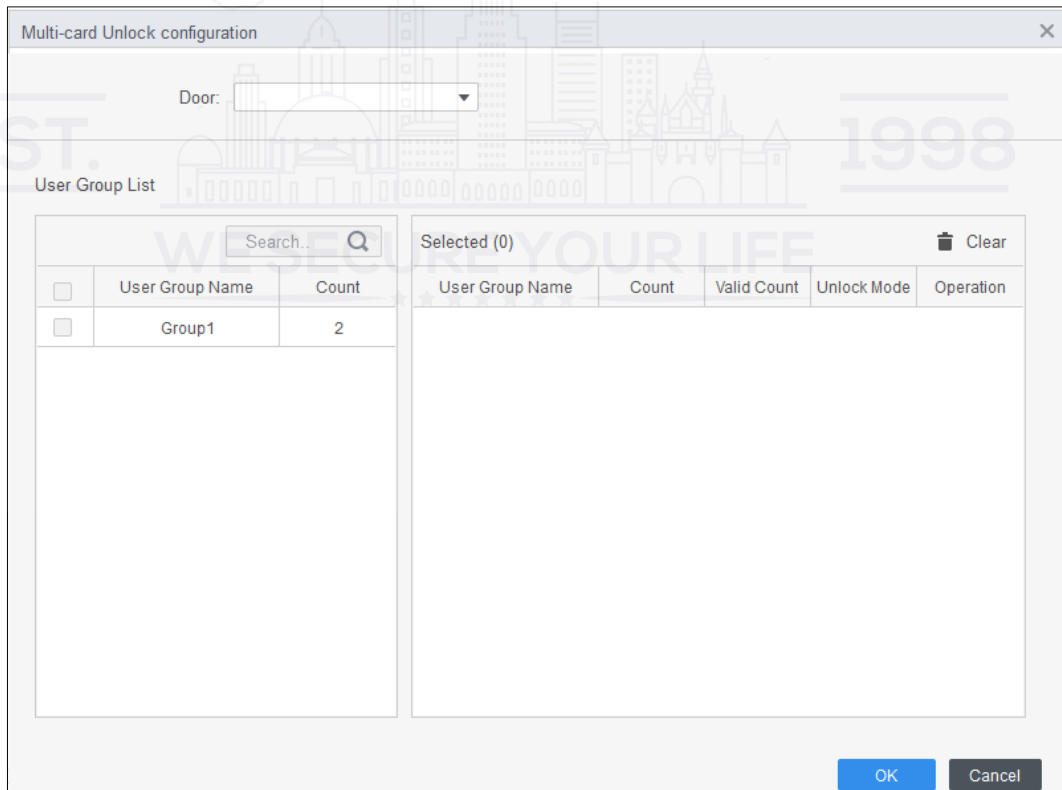 Multi-card Unlock configuration
Door:
EST. 1998
User Group List
Search..
Selected (0) Clear
WE SECURE YOUR LIFE
User Group Name Count User Group Name Count Valid Count Unlock Mode Operation
Group1 2
OK Cancel